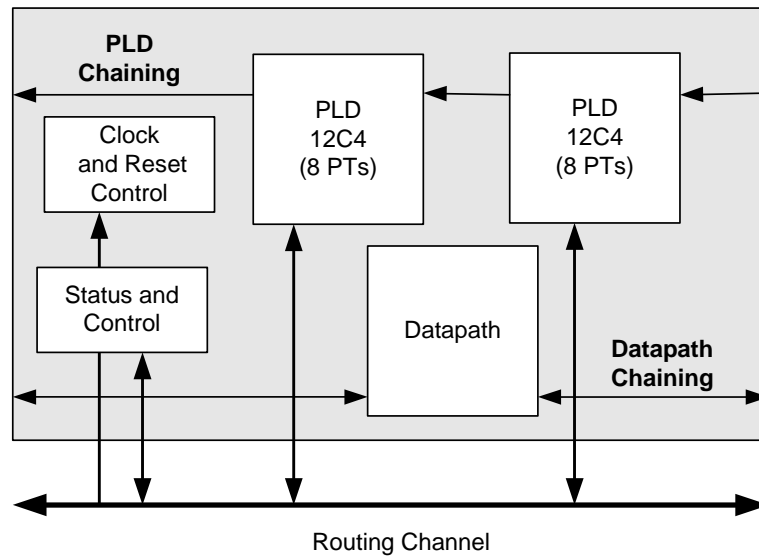 PLD
Chaining
PLD
12C4
(8 PTs)
PLD
12C4
(8 PTs)
Clock
and Reset
Control
Status and
Control
Datapath
Datapath
Chaining
Routing Channel